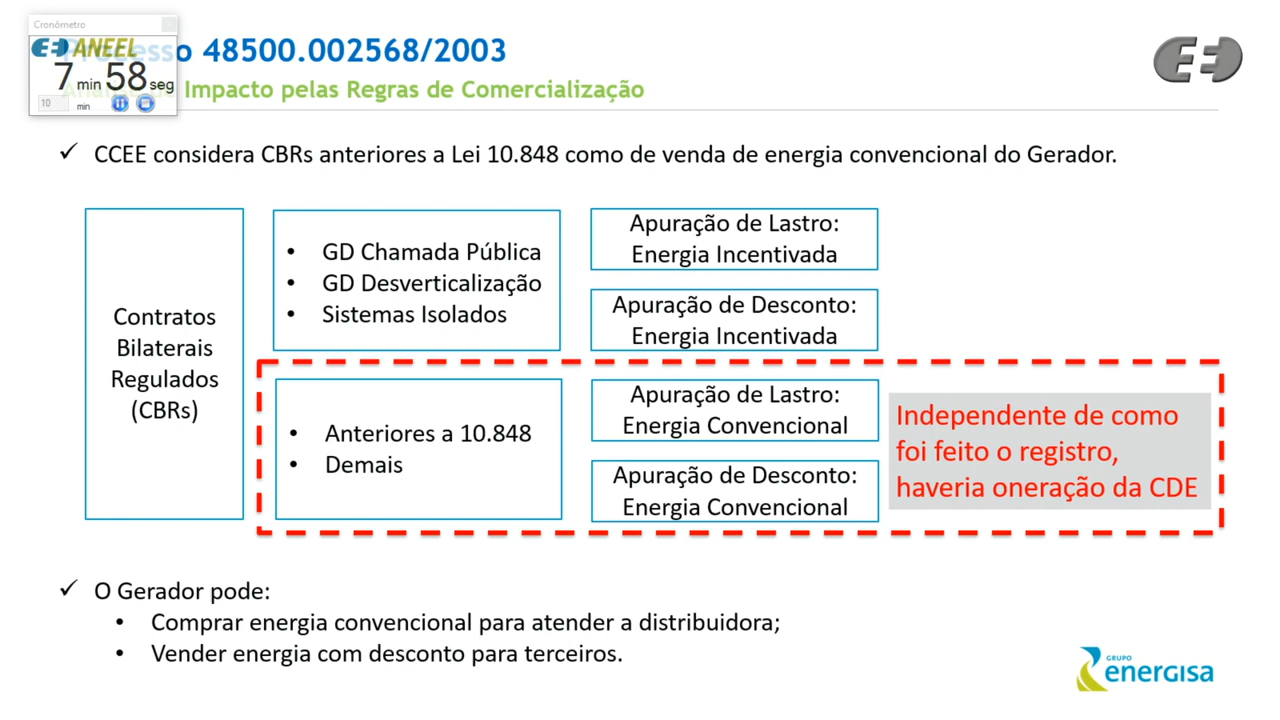 Cronômetro
ANEEL
7 min 58 seg
10 min
Processo 48500.002568/2003
Impacto pelas Regras de Comercialização
✓ CCEE considera CBRs anteriores a Lei 10.848 como de venda de energia convencional do Gerador.
Contratos
Bilaterais
Regulados
(CBRs)
• GD Chamada Pública
• GD Desverticalização
• Sistemas Isolados
Apuração de Lastro:
Energia Incentivada
Apuração de Desconto:
Energia Incentivada
• Anteriores a 10.848
• Demais
Apuração de Lastro:
Energia Convencional
Apuração de Desconto:
Energia Convencional
Independente de como
foi feito o registro,
haveria oneração da CDE
✓ O Gerador pode:
• Comprar energia convencional para atender a distribuidora;
• Vender energia com desconto para terceiros.
GRUPO
energisa